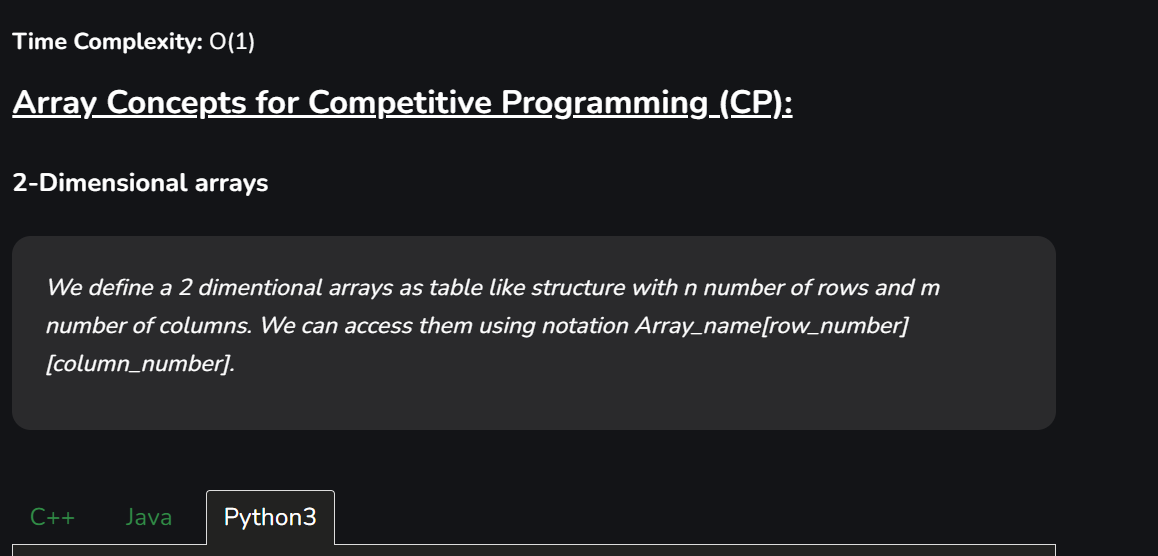 Time Complexity: O(1)
Array Concepts for Competitive Programming (CP):
2-Dimensional arrays
We define a 2 dimentional arrays as table like structure with n number of rows and m
number of columns. We can access them using notation Array_name[row_number]
[column_number].
C++ Java Python3